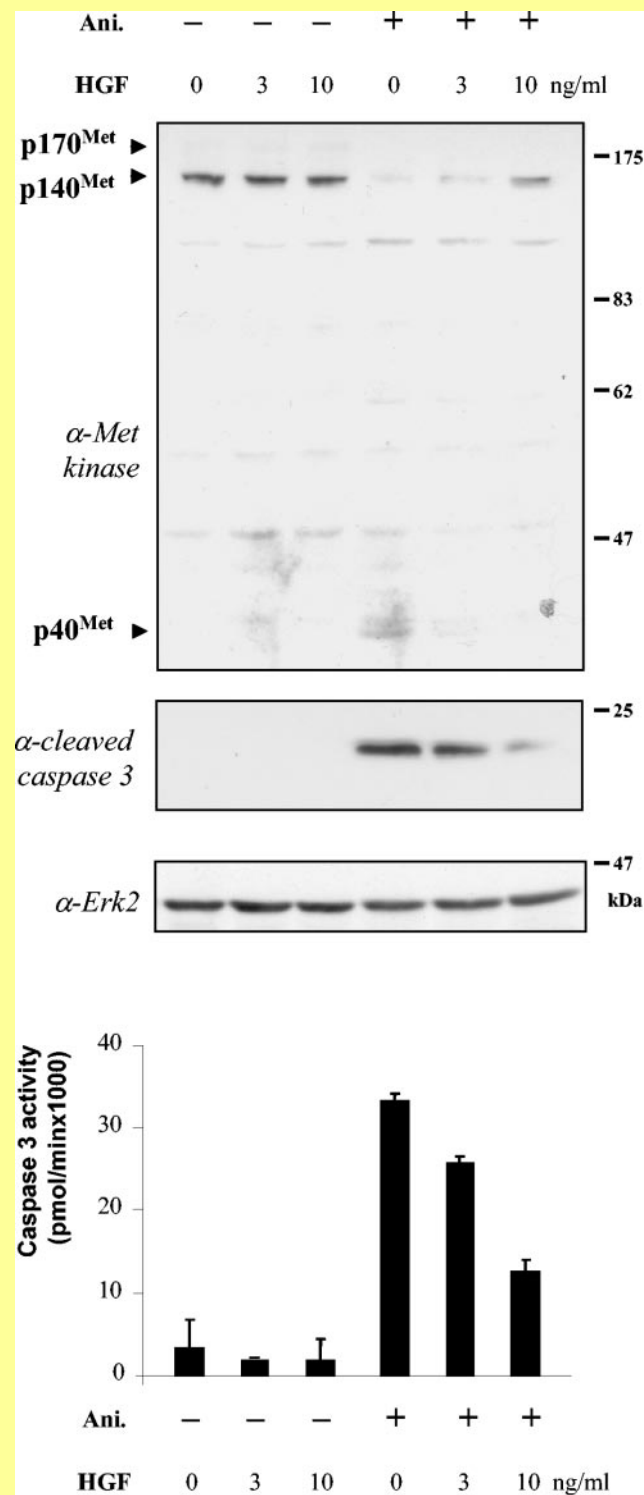 Ani. – – – + + +
HGF 0 3 10 0 3 10 ng/ml
p170Met
175
p140Met
83
62
α-Met
kinase
47
p40Met
25
α-cleaved
caspase 3
47
α-Erk2
kDa
Caspase 3 activity
(pmol/minx1000)
40
30
20
10
0
Ani. – – – + + +
HGF 0 3 10 0 3 10 ng/ml